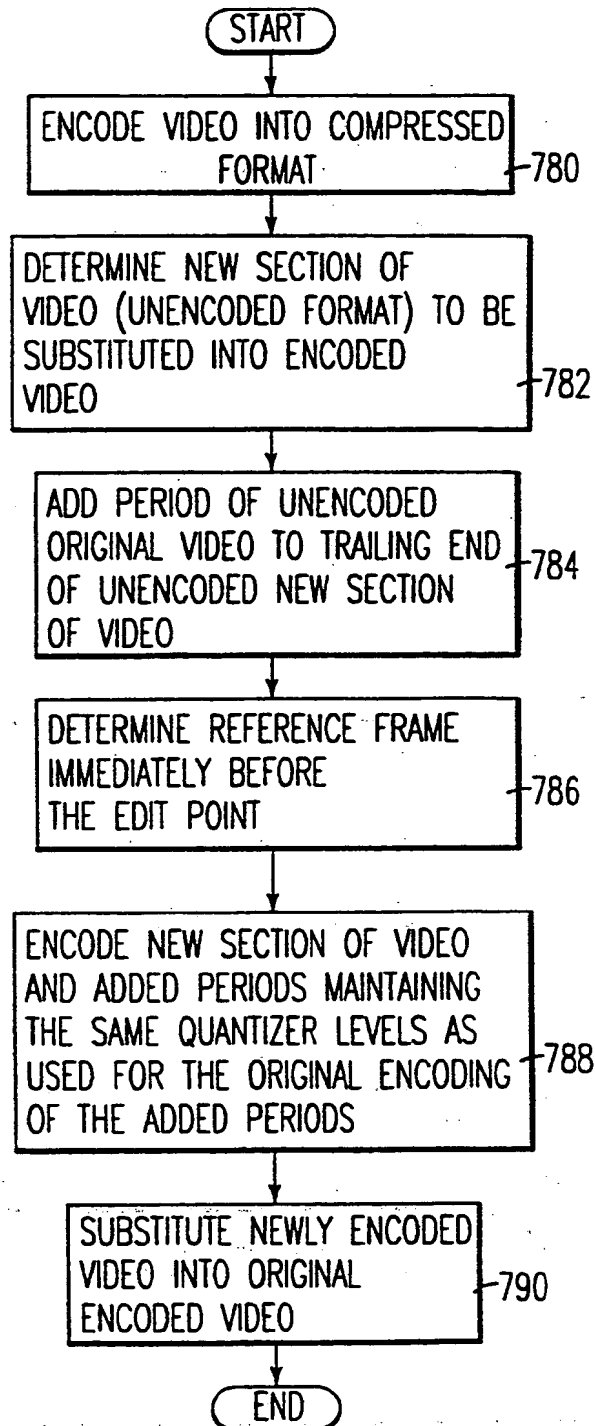 START
ENCODE VIDEO INTO COMPRESSED
FORMAT
780
DETERMINE NEW SECTION OF
VIDEO (UNENCODED FORMAT) TO BE
SUBSTITUTED INTO ENCODED
VIDEO
782
ADD PERIOD OF UNENCODED
ORIGINAL VIDEO TO TRAILING END
OF UNENCODED NEW SECTION
OF VIDEO
784
DETERMINE REFERENCE FRAME
IMMEDIATELY BEFORE
THE EDIT POINT
786
ENCODE NEW SECTION OF VIDEO
AND ADDED PERIODS MAINTAINING
THE SAME QUANTIZER LEVELS AS
USED FOR THE ORIGINAL ENCODING
OF THE ADDED PERIODS
788
SUBSTITUTE NEWLY ENCODED
VIDEO INTO ORIGINAL
ENCODED VIDEO
790
END